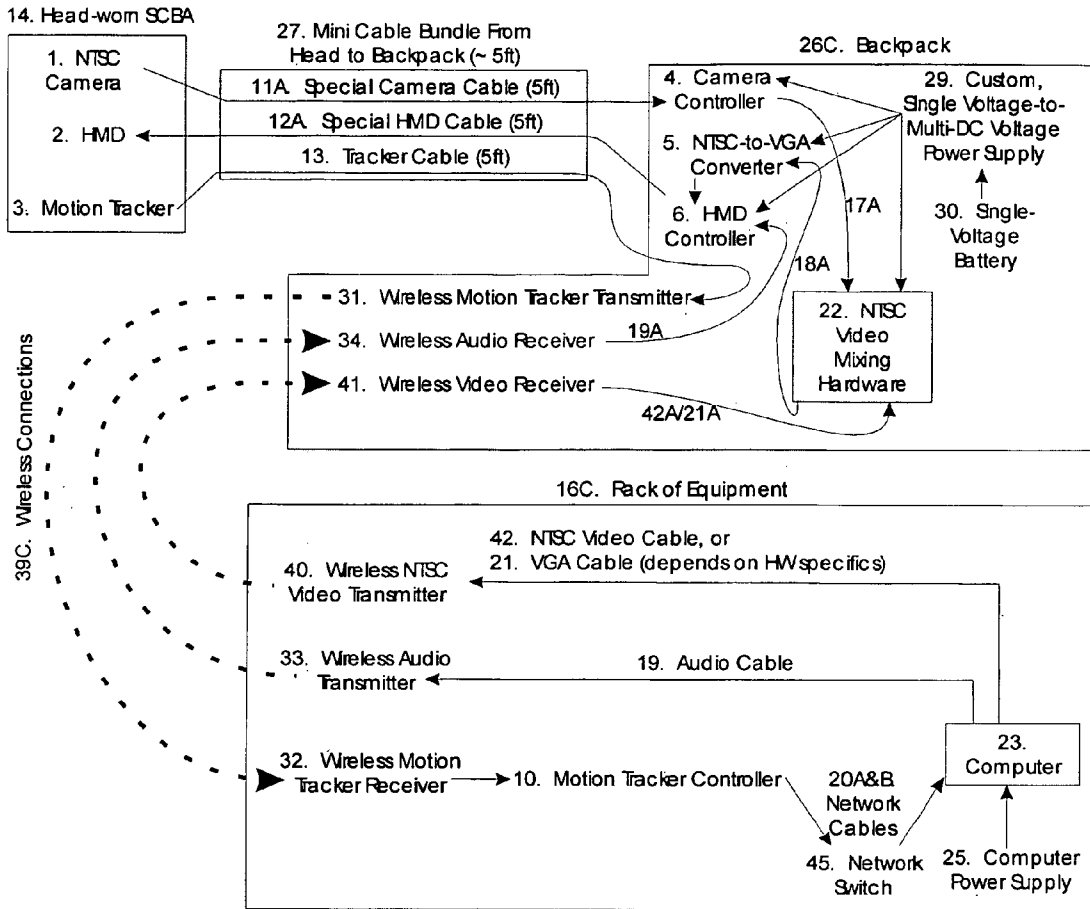 14. Head-worn SCBA
1. NTSC
Camera
2. HMD
3. Motion Tracker
27. Mini Cable Bundle From
Head to Backpack (~ 5ft)
11A. Special Camera Cable (5ft)
12A. Special HMD Cable (5ft)
13. Tracker Cable (5ft)
26C. Backpack
4. Camera
Controller
5. NTSC-to-VGA
Converter
6. HMD
Controller
29. Custom,
Single Voltage-to-
Multi-DC Voltage
Power Supply
30. Single-
Voltage
Battery
17A
18A
31. Wireless Motion Tracker Transmitter
34. Wireless Audio Receiver
19A
41. Wireless Video Receiver
42A/21A
22. NTSC
Video
Mixing
Hardware
39C. Wireless Connections
16C. Rack of Equipment
42. NTSC Video Cable, or
21. VGA Cable (depends on HW specifics)
40. Wireless NTSC
Video Transmitter
33. Wireless Audio
Transmitter
19. Audio Cable
32. Wireless Motion
Tracker Receiver
10. Motion Tracker Controller
20A&B.
Network
Cables
23.
Computer
45. Network
Switch
25. Computer
Power Supply